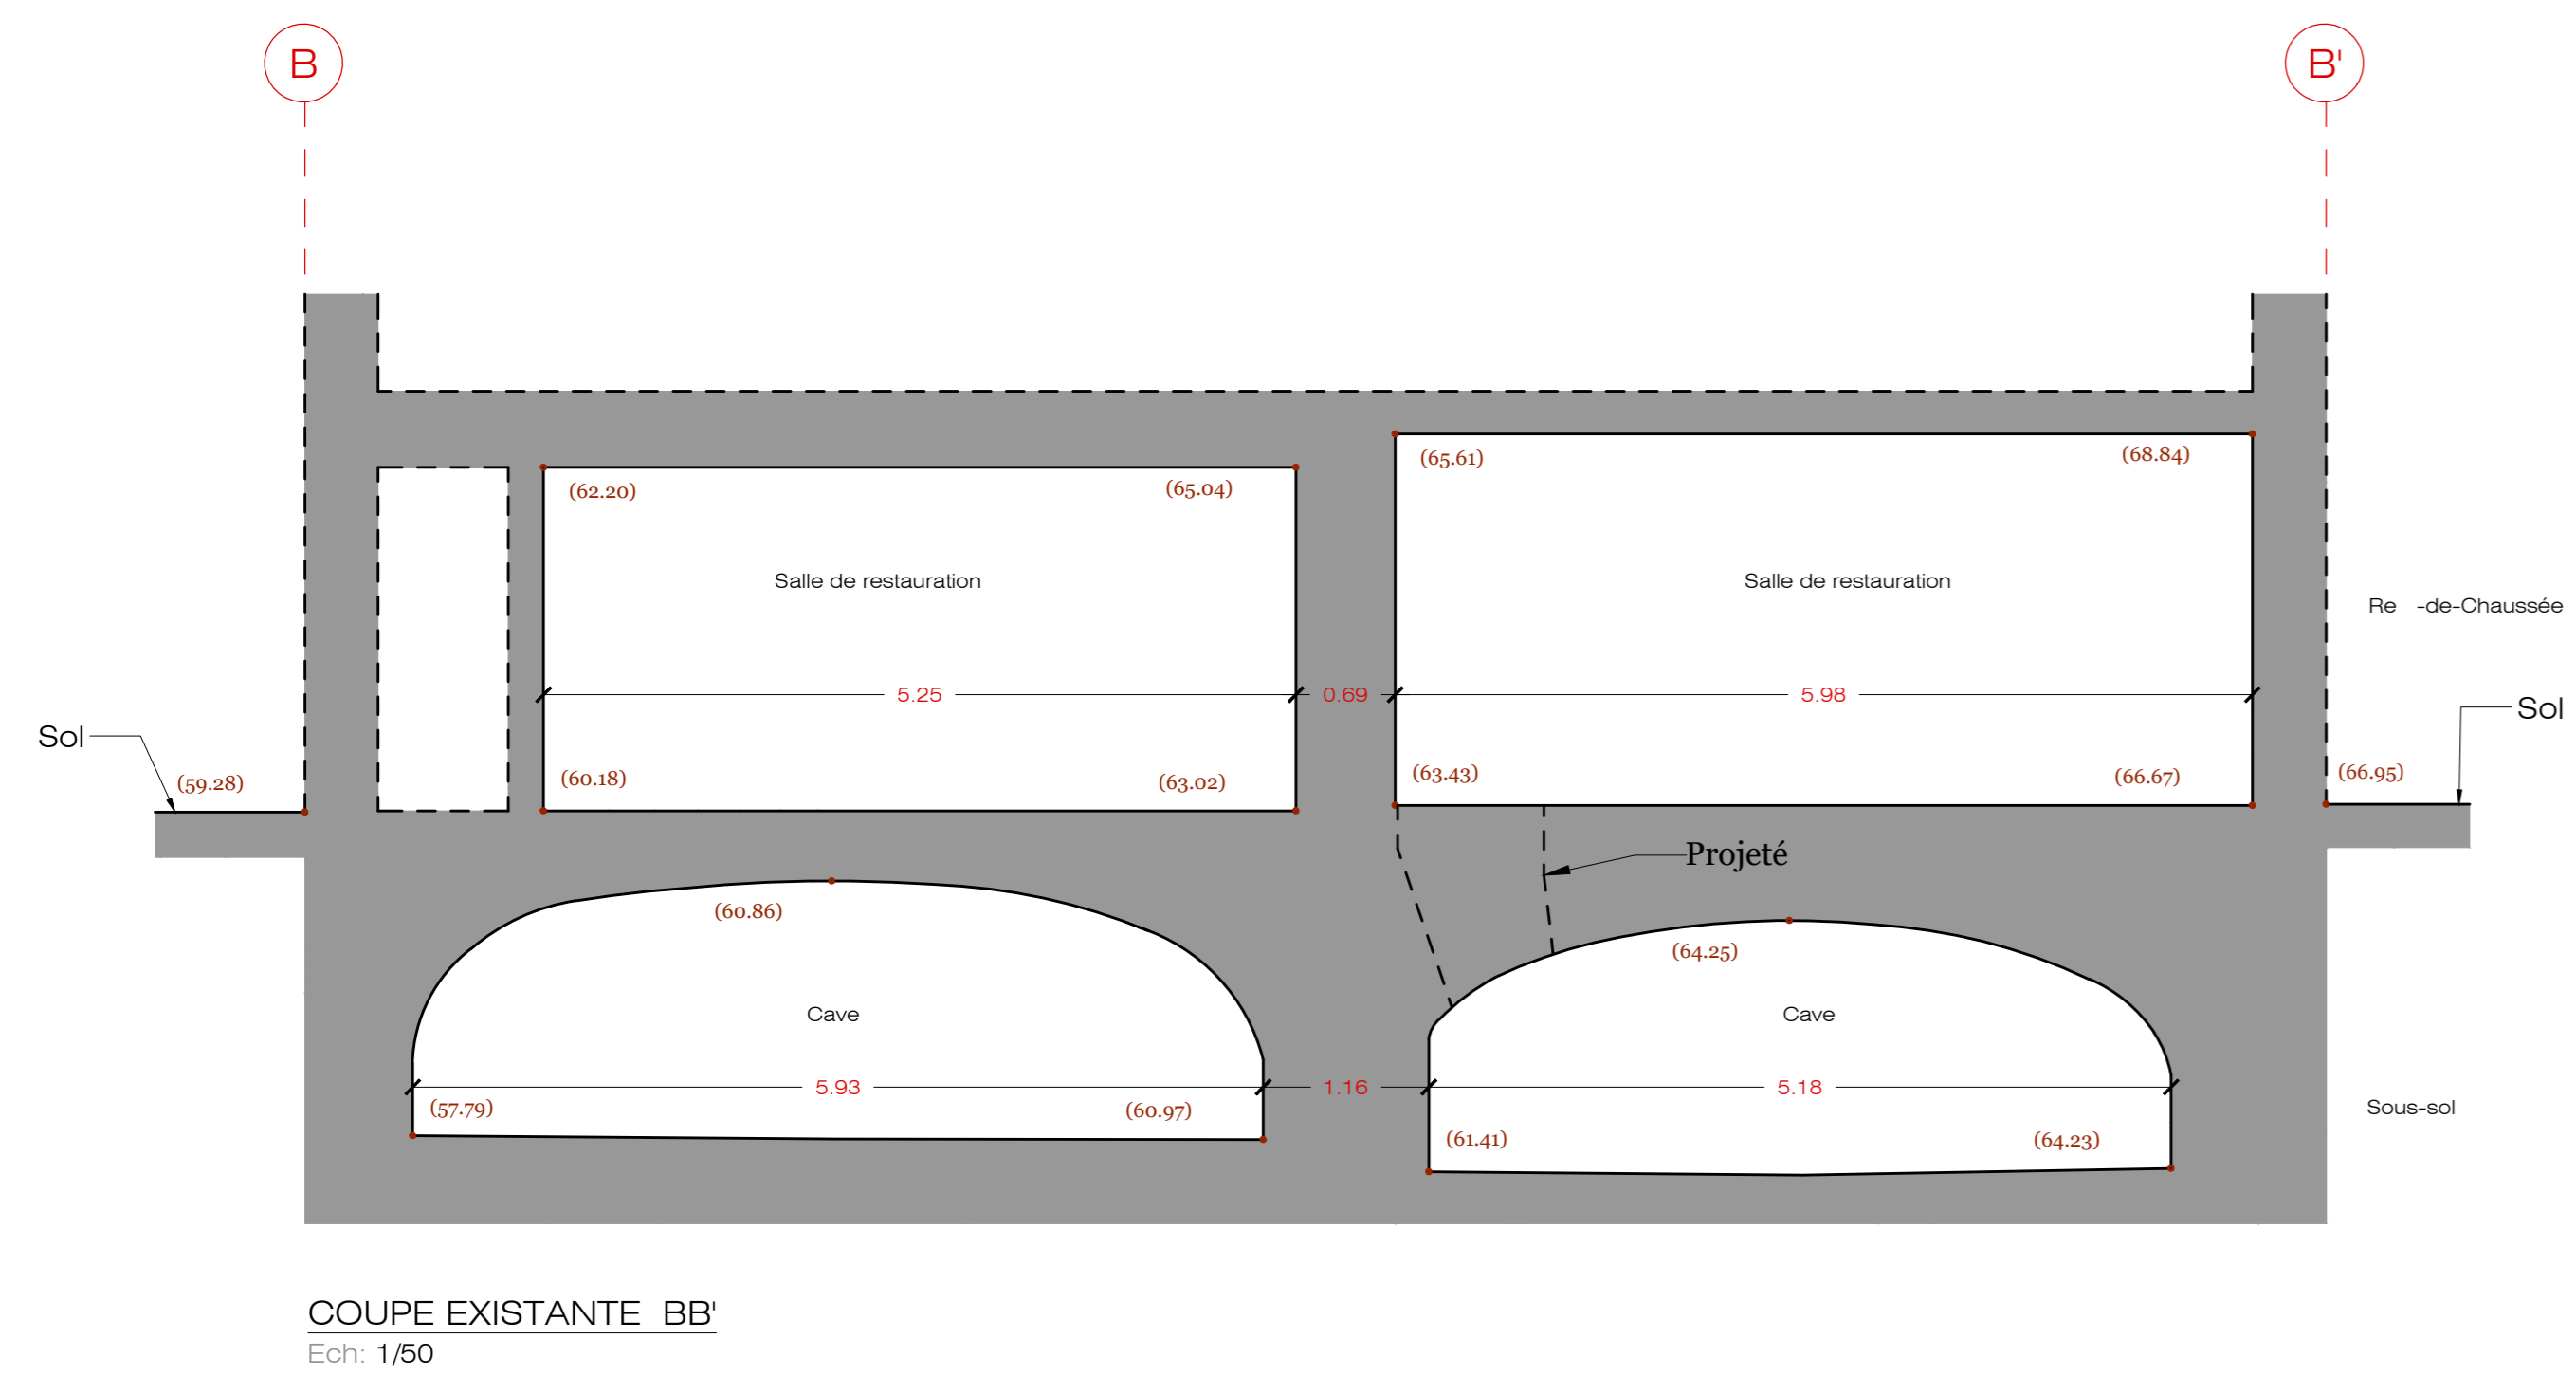 B B'
(65.61) (68.84)
(62.20) (65.04)
Salle de restauration Salle de restauration
Re -de-Chaussée
5.25 0.69 5.98
Sol Sol
(59.28) (60.18) (63.02) (63.43) (66.67) (66.95)
Projeté
(60.86) (64.25)
Cave Cave
5.93 1.16 5.18
(57.79) (60.97) Sous-sol
(61.41) (64.23)
COUPE EXISTANTE BB'
Ech: 1/50